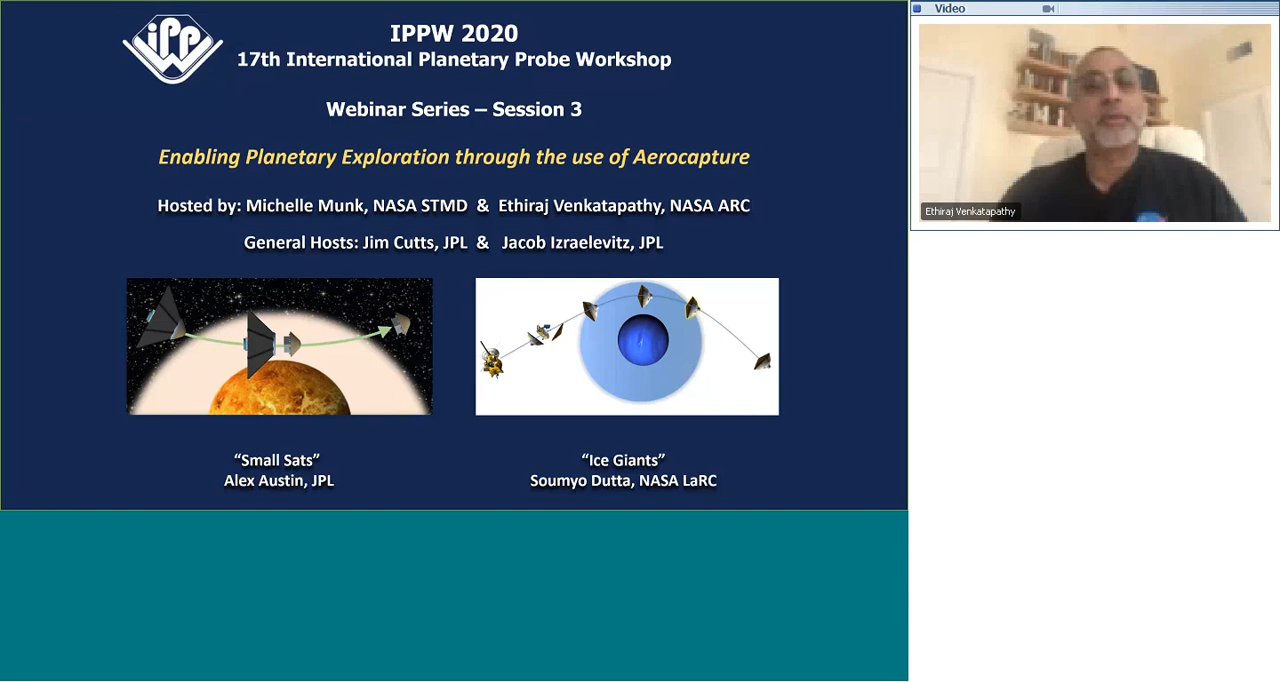 IPPW
IPPW 2020
17th International Planetary Probe Workshop
Webinar Series – Session 3
Enabling Planetary Exploration through the use of Aerocapture
Hosted by: Michelle Munk, NASA STMD & Ethiraj Venkatapathy, NASA ARC
General Hosts: Jim Cutts, JPL & Jacob Izraelevitz, JPL
“Small Sats”
Alex Austin, JPL
“Ice Giants”
Soumyo Dutta, NASA LaRC
Video
Ethiraj Venkatapathy